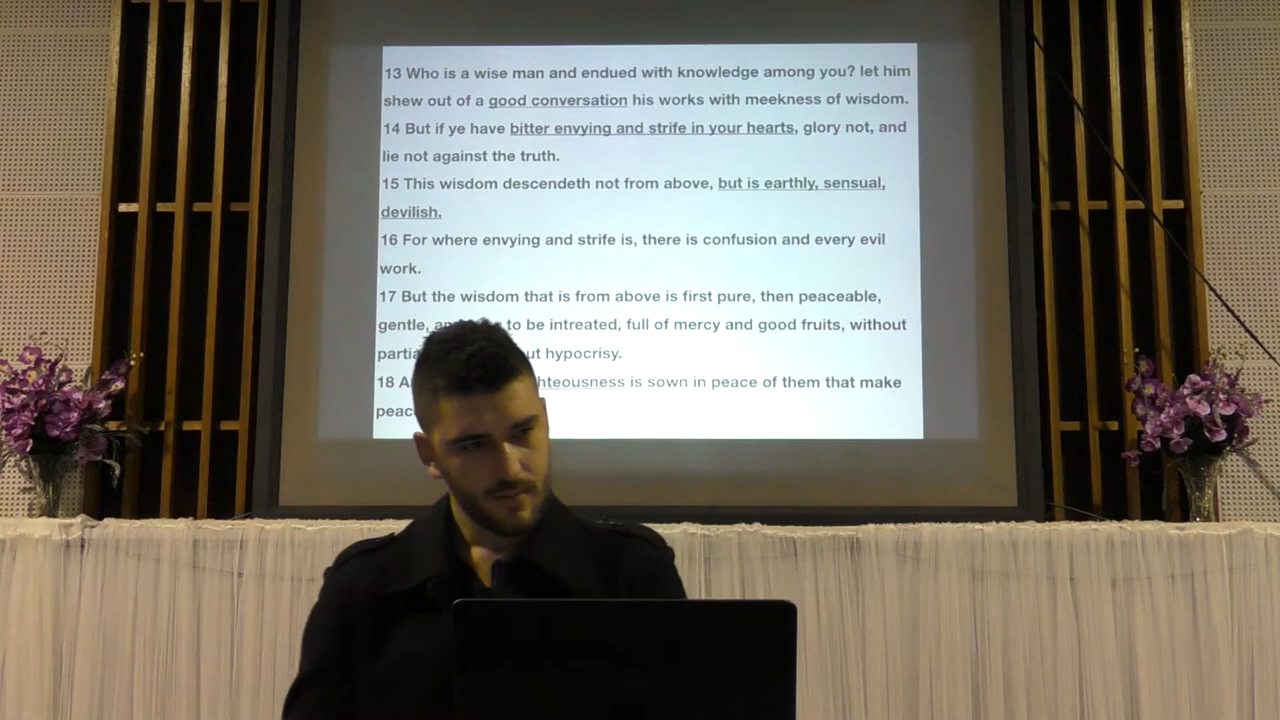 13 Who is a wise man and endued with knowledge among you? let him
shew out of a good conversation his works with meekness of wisdom.
14 But if ye have bitter envying and strife in your hearts, glory not, and
lie not against the truth.
15 This wisdom descendeth not from above, but is earthly, sensual,
devilish.
16 For where envying and strife is, there is confusion and every evil
work.
17 But the wisdom that is from above is first pure, then peaceable,
gentle, to be intreated, full of mercy and good fruits, without
hypocrisy.
18 is sown in peace of them that make